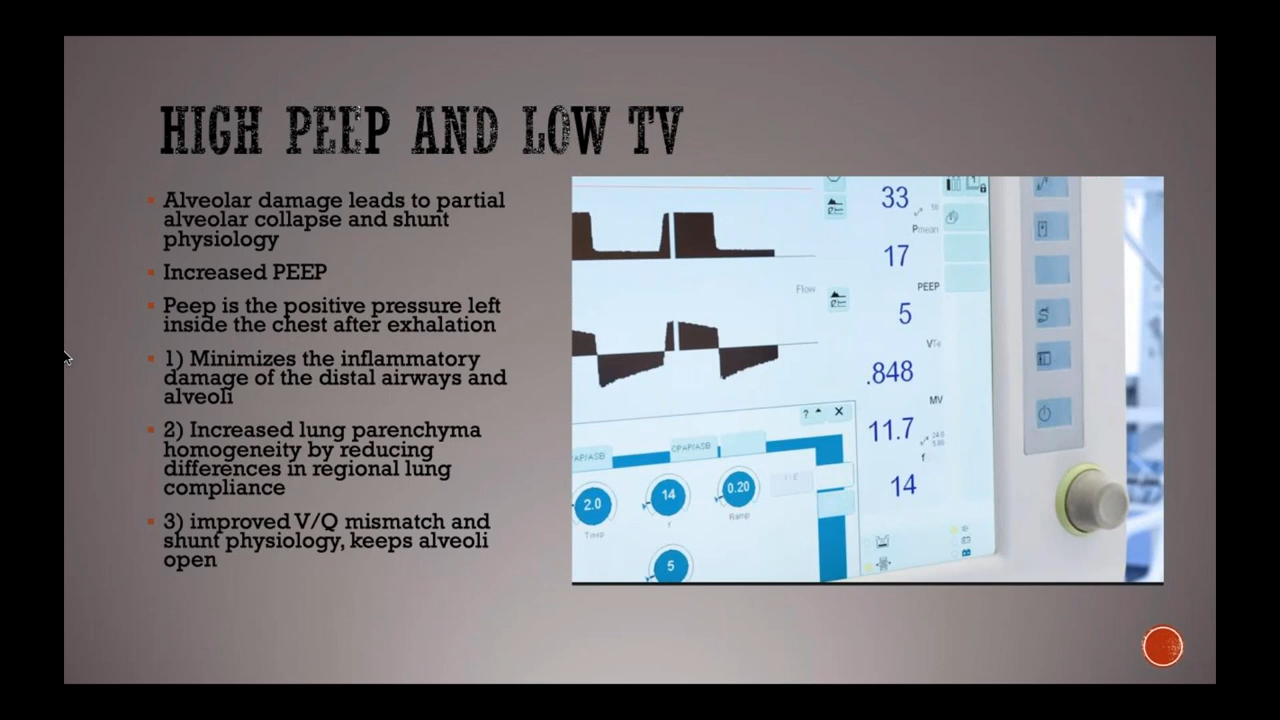 HIGH PEEP AND LOW TV
Alveolar damage leads to partial
alveolar collapse and shunt
physiology
Increased PEEP
Peep is the positive pressure left
inside the chest after exhalation
1) Minimizes the inflammatory
damage of the distal airways and
alveoli
2) Increased lung parenchyma
homogeneity by reducing
differences in regional lung
compliance
3) improved V/Q mismatch and
shunt physiology, keeps alveoli
open
33
Pmean
17
PEEP
5
Flow
VTe
.848
MV
11.7
f
14
? ✕
AP/ASB
CPAP/ASB
I:E
2.0
14
0.20
Ramp
5